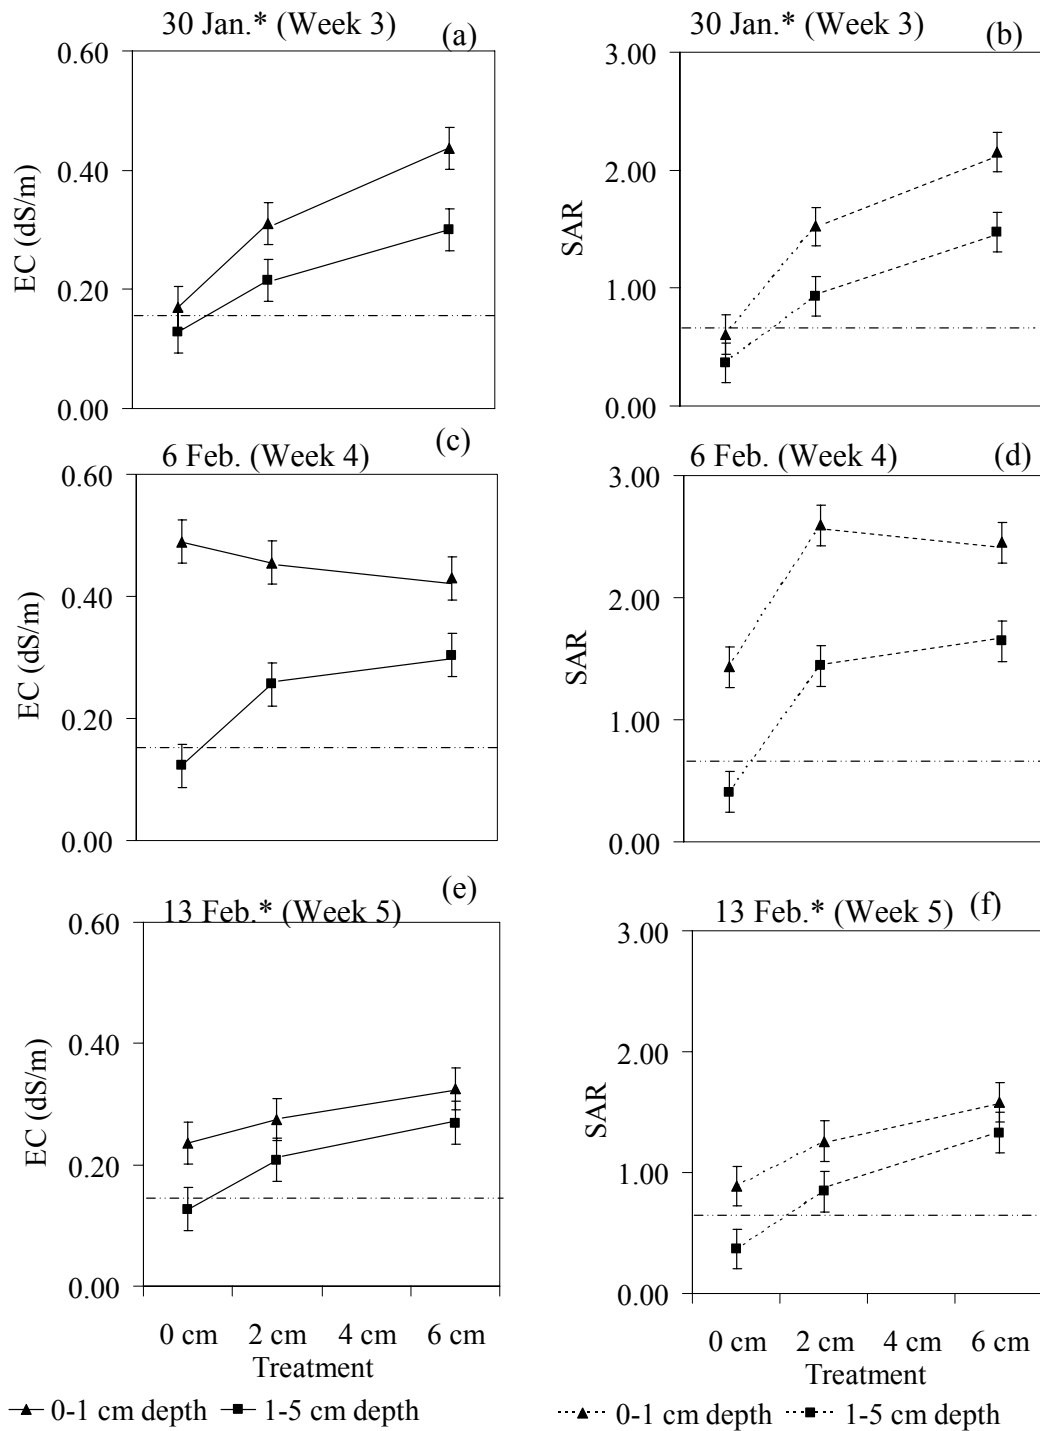 30 Jan.* (Week 3)
(a)
0.60
0.40
0.20
0.00
EC (dS/m)
30 Jan.* (Week 3)
(b)
3.00
2.00
1.00
0.00
SAR
6 Feb. (Week 4)
(c)
0.60
0.40
0.20
0.00
EC (dS/m)
6 Feb. (Week 4)
(d)
3.00
2.00
1.00
0.00
SAR
13 Feb.* (Week 5)
(e)
0.60
0.40
0.20
0.00
EC (dS/m)
0 cm 2 cm 4 cm 6 cm
Treatment
0-1 cm depth 1-5 cm depth
13 Feb.* (Week 5)
(f)
3.00
2.00
1.00
0.00
SAR
0 cm 2 cm 4 cm 6 cm
Treatment
0-1 cm depth 1-5 cm depth